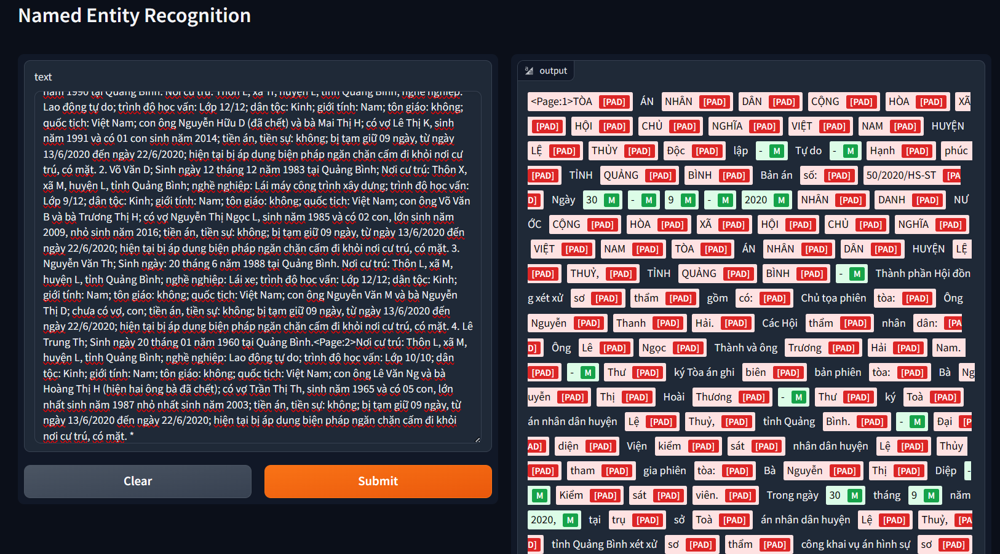 Named Entity Recognition
text
năm 1990 tại Quảng Bình. Nơi cư trú: Thôn L, xã Ti, huyện L, tỉnh Quảng Bình; nghề nghiệp:
Lao động tự do; trình độ học vấn: Lớp 12/12; dân tộc: Kinh; giới tính: Nam; tôn giáo: không;
quốc tịch: Việt Nam; con ông Nguyễn Hữu D (đã chết) và bà Mai Thị H; có vợ Lê Thị K, sinh
năm 1991 và có 01 con sinh năm 2014; tiền án, tiền sự: không; bị tạm giữ 09 ngày, từ ngày
13/6/2020 đến ngày 22/6/2020; hiện tại bị áp dụng biện pháp ngăn chặn cấm đi khỏi nơi cư
trú, có mặt. 2. Võ Văn D; Sinh ngày 12 tháng 12 năm 1983 tại Quảng Bình; Nơi cư trú: Thôn X,
xã M, huyện L, tỉnh Quảng Bình; nghề nghiệp: Lái máy công trình xây dựng; trình độ học vấn:
Lớp 9/12; dân tộc: Kinh; giới tính: Nam; tôn giáo: không; quốc tịch: Việt Nam; con ông Võ Văn
B và bà Trương Thị H; có vợ Nguyễn Thị Ngọc L, sinh năm 1985 và có 02 con, lớn sinh năm
2009, nhỏ sinh năm 2016; tiền án, tiền sự: không; bị tạm giữ 09 ngày, từ ngày 13/6/2020 đến
ngày 22/6/2020; hiện tại bị áp dụng biện pháp ngăn chặn cấm đi khỏi nơi cư trú, có mặt. 3.
Nguyễn Văn Th; Sinh ngày: 20 tháng 6 năm 1988 tại Quảng Bình. Nơi cư trú: Thôn L, xã M,
huyện L, tỉnh Quảng Bình; nghề nghiệp: Lái xe; trình độ học vấn: Lớp 12/12; dân tộc: Kinh;
giới tính: Nam; tôn giáo: không; quốc tịch: Việt Nam; con ông Nguyễn Văn M và bà Nguyễn
Thị D; chưa có vợ, con; tiền án, tiền sự: không; bị tạm giữ 09 ngày, từ ngày 13/6/2020 đến
ngày 22/6/2020; hiện tại bị áp dụng biện pháp ngăn chặn cấm đi khỏi nơi cư trú, có mặt. 4. Lê
Trung Th; Sinh ngày 20 tháng 01 năm 1960 tại Quảng Bình.<Page:2>Nơi cư trú: Thôn L, xã M,
huyện L, tỉnh Quảng Bình; nghề nghiệp: Lao động tự do; trình độ học vấn: Lớp 10/10; dân
tộc: Kinh; giới tính: Nam; tôn giáo: không; quốc tịch: Việt Nam; con ông Lê Văn Ng và bà
Hoàng Thị H (hiện hai ông bà đã chết); có vợ Trần Thị Th, sinh năm 1965 và có 05 con, lớn
nhất sinh năm 1987 nhỏ nhất sinh năm 2003; tiền án, tiền sự: không; bị tạm giữ 09 ngày, từ
ngày 13/6/2020 đến ngày 22/6/2020; hiện tại bị áp dụng biện pháp ngăn chặn cấm đi khỏi
nơi cư trú, có mặt. *
Clear
Submit
output
<Page:1>TÒA [PAD] ÁN NHÂN [PAD] DÂN [PAD] CỘNG [PAD] HÒA [PAD] XÃ
[PAD] HỘI [PAD] CHỦ [PAD] NGHĨA [PAD] VIỆT [PAD] NAM [PAD] HUYỆN
LỆ [PAD] THỦY [PAD] Độc [PAD] lập - M Tự do - M Hạnh [PAD] phúc
[PAD] TỈNH QUẢNG [PAD] BÌNH [PAD] Bản án số: [PAD] 50/2020/HS-ST [PA
D] Ngày 30 M - M 9 M - M 2020 M NHÂN [PAD] DANH [PAD] NƯ
ỚC CỘNG [PAD] HÒA [PAD] XÃ [PAD] HỘI [PAD] CHỦ [PAD] NGHĨA [PAD]
VIỆT [PAD] NAM [PAD] TÒA [PAD] ÁN NHÂN [PAD] DÂN [PAD] HUYỆN LỆ
[PAD] THUỶ, [PAD] TỈNH QUẢNG [PAD] BÌNH [PAD] - M Thành phần Hội đồn
g xét xử sơ [PAD] thẩm [PAD] gồm có: [PAD] Chủ tọa phiên tòa: [PAD] Ông
Nguyễn [PAD] Thanh [PAD] Hải. [PAD] Các Hội thẩm [PAD] nhân dân: [PA
D] Ông Lê [PAD] Ngọc [PAD] Thành và ông Trương [PAD] Hải [PAD] Nam.
[PAD] - M Thư [PAD] ký Tòa án ghi biên [PAD] bản phiên tòa: [PAD] Bà Ng
uyễn [PAD] Thị [PAD] Hoài Thương [PAD] - M Thư [PAD] ký Toà [PAD]
án nhân dân huyện Lệ [PAD] Thuỷ, [PAD] tỉnh Quảng Bình. [PAD] - M Đại [P
AD] diện [PAD] Viện kiểm [PAD] sát [PAD] nhân dân huyện Lệ [PAD] Thủy
[PAD] tham [PAD] gia phiên tòa: [PAD] Bà Nguyễn [PAD] Thị [PAD] Diệp -
M Kiểm [PAD] sát [PAD] viên. [PAD] Trong ngày 30 M tháng 9 M năm
2020, M tại trụ [PAD] sở Toà [PAD] án nhân dân huyện Lệ [PAD] Thuỷ, [PA
D] tỉnh Quảng Bình xét xử sơ [PAD] thẩm [PAD] công khai vụ án hình sự sơ [PAD]